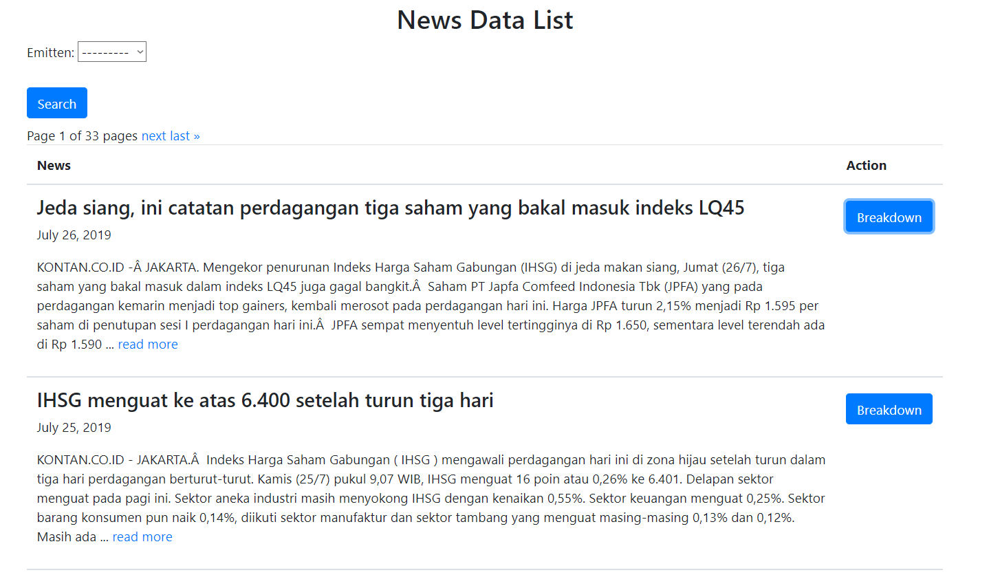 News Data List
Emitten: ---------
Search
Page 1 of 33 pages next last »
News Action
Jeda siang, ini catatan perdagangan tiga saham yang bakal masuk indeks LQ45
Breakdown
July 26, 2019
KONTAN.CO.ID -Â JAKARTA. Mengekor penurunan Indeks Harga Saham Gabungan (IHSG) di jeda makan siang, Jumat (26/7), tiga
saham yang bakal masuk dalam indeks LQ45 juga gagal bangkit.Â  Saham PT Japfa Comfeed Indonesia Tbk (JPFA) yang pada
perdagangan kemarin menjadi top gainers, kembali merosot pada perdagangan hari ini. Harga JPFA turun 2,15% menjadi Rp 1.595 per
saham di penutupan sesi I perdagangan hari ini.Â  JPFA sempat menyentuh level tertingginya di Rp 1.650, sementara level terendah ada
di Rp 1.590 ... read more
IHSG menguat ke atas 6.400 setelah turun tiga hari
Breakdown
July 25, 2019
KONTAN.CO.ID - JAKARTA.Â  Indeks Harga Saham Gabungan ( IHSG ) mengawali perdagangan hari ini di zona hijau setelah turun dalam
tiga hari perdagangan berturut-turut. Kamis (25/7) pukul 9,07 WIB, IHSG menguat 16 poin atau 0,26% ke 6.401. Delapan sektor
menguat pada pagi ini. Sektor aneka industri masih menyokong IHSG dengan kenaikan 0,55%. Sektor keuangan menguat 0,25%. Sektor
barang konsumen pun naik 0,14%, diikuti sektor manufaktur dan sektor tambang yang menguat masing-masing 0,13% dan 0,12%.
Masih ada ... read more